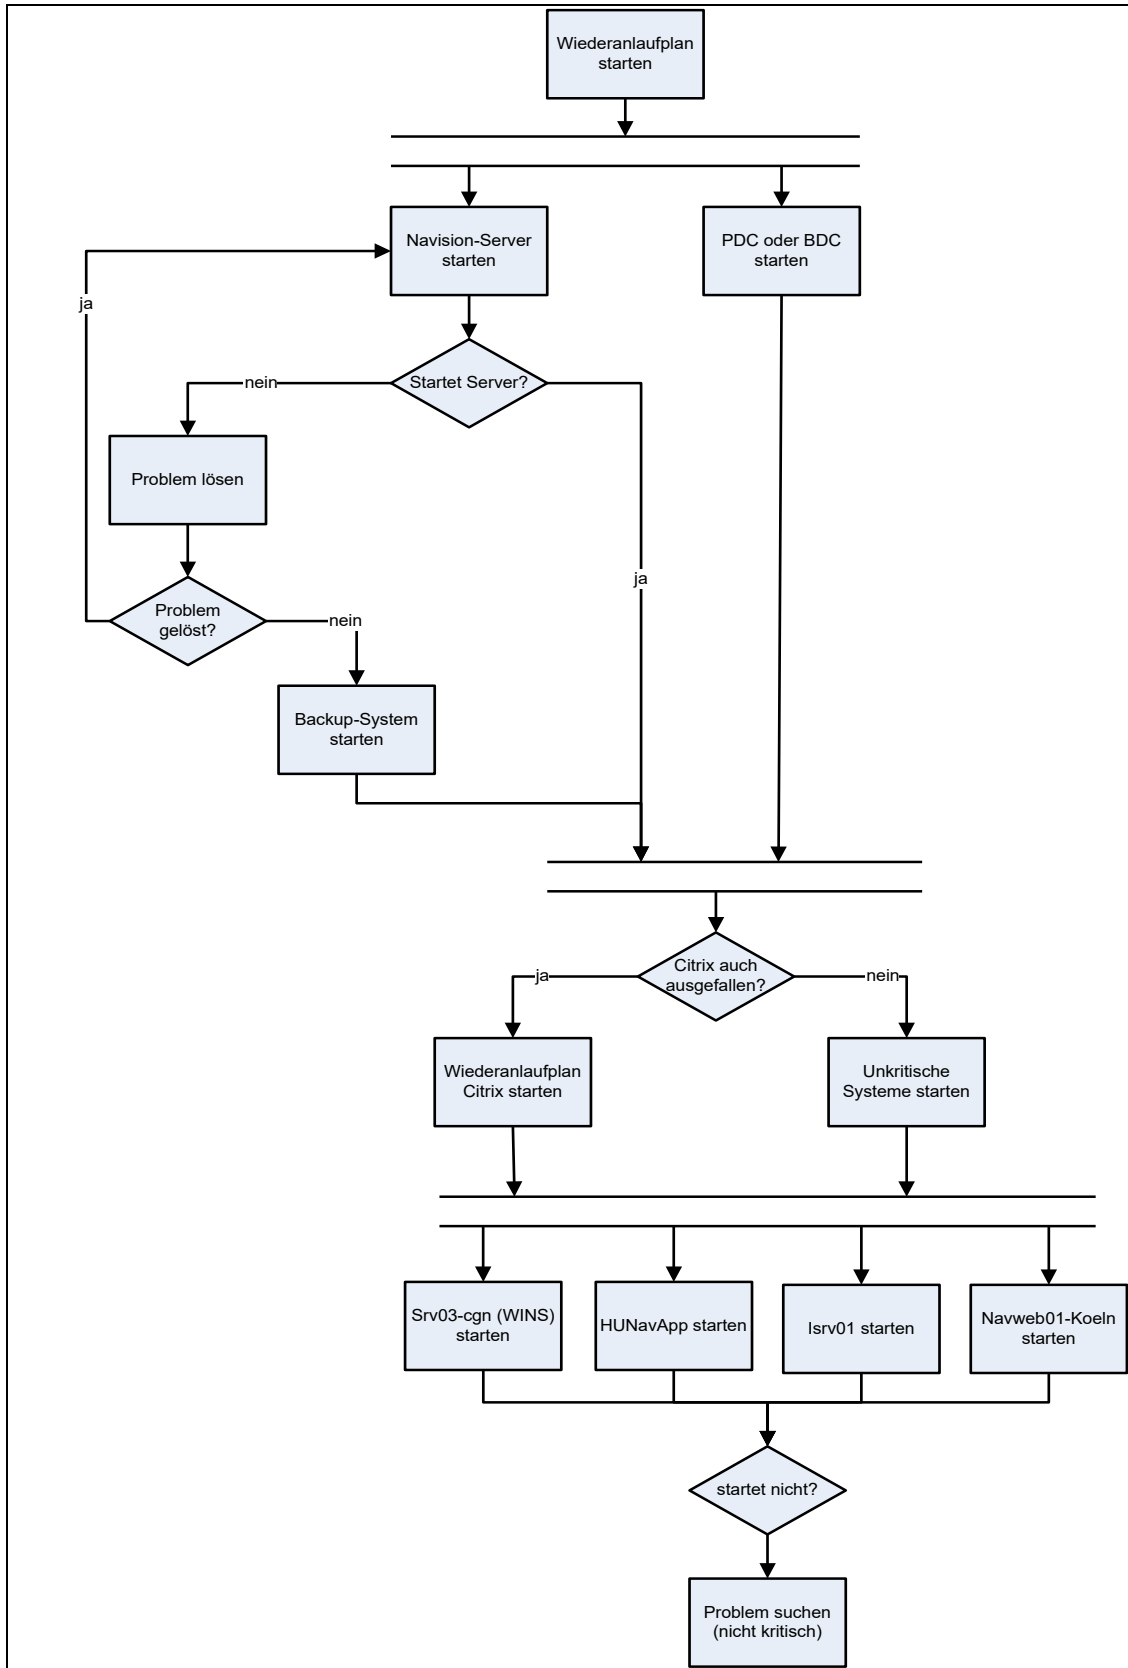 Wiederanlaufplan
starten
Navision-Server
starten
PDC oder BDC
starten
ja
Startet Server?
nein
Problem lösen
ja
Problem
gelöst?
nein
Backup-System
starten
Citrix auch
ausgefallen?
ja
nein
Wiederanlaufplan
Citrix starten
Unkritische
Systeme starten
Srv03-cgn (WINS)
starten
HUNavApp starten
Isrv01 starten
Navweb01-Koeln
starten
startet nicht?
Problem suchen
(nicht kritisch)